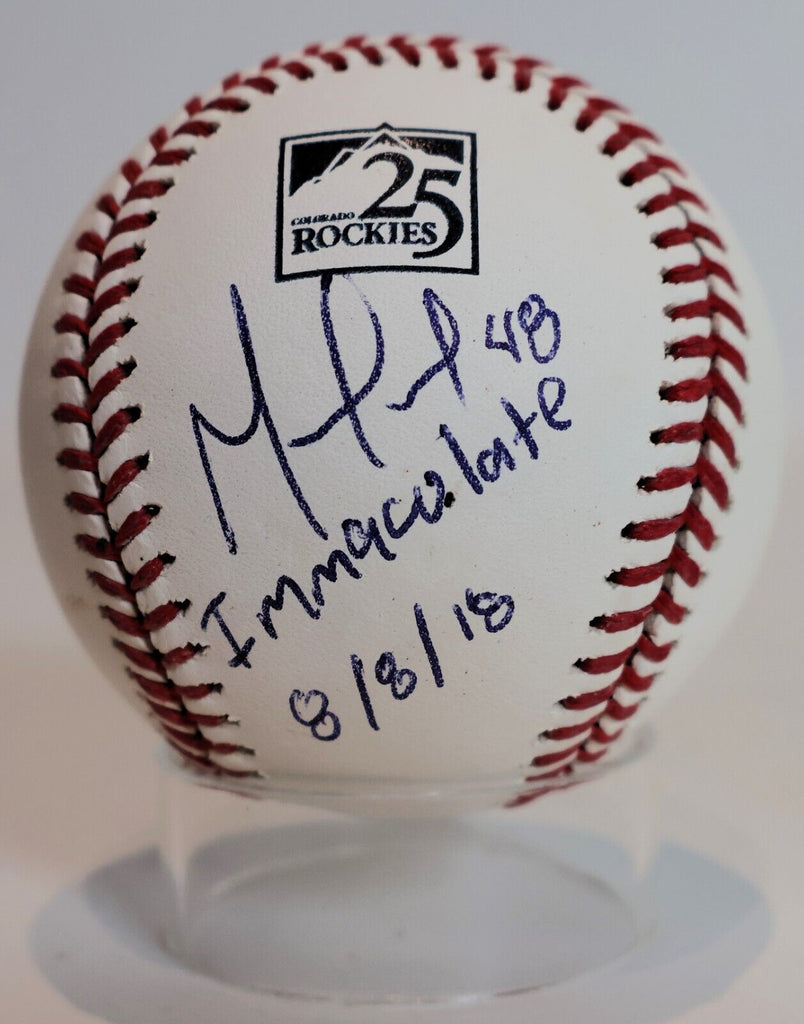 25
COLORADO
ROCKIES
48
Immaculate
8/8/18